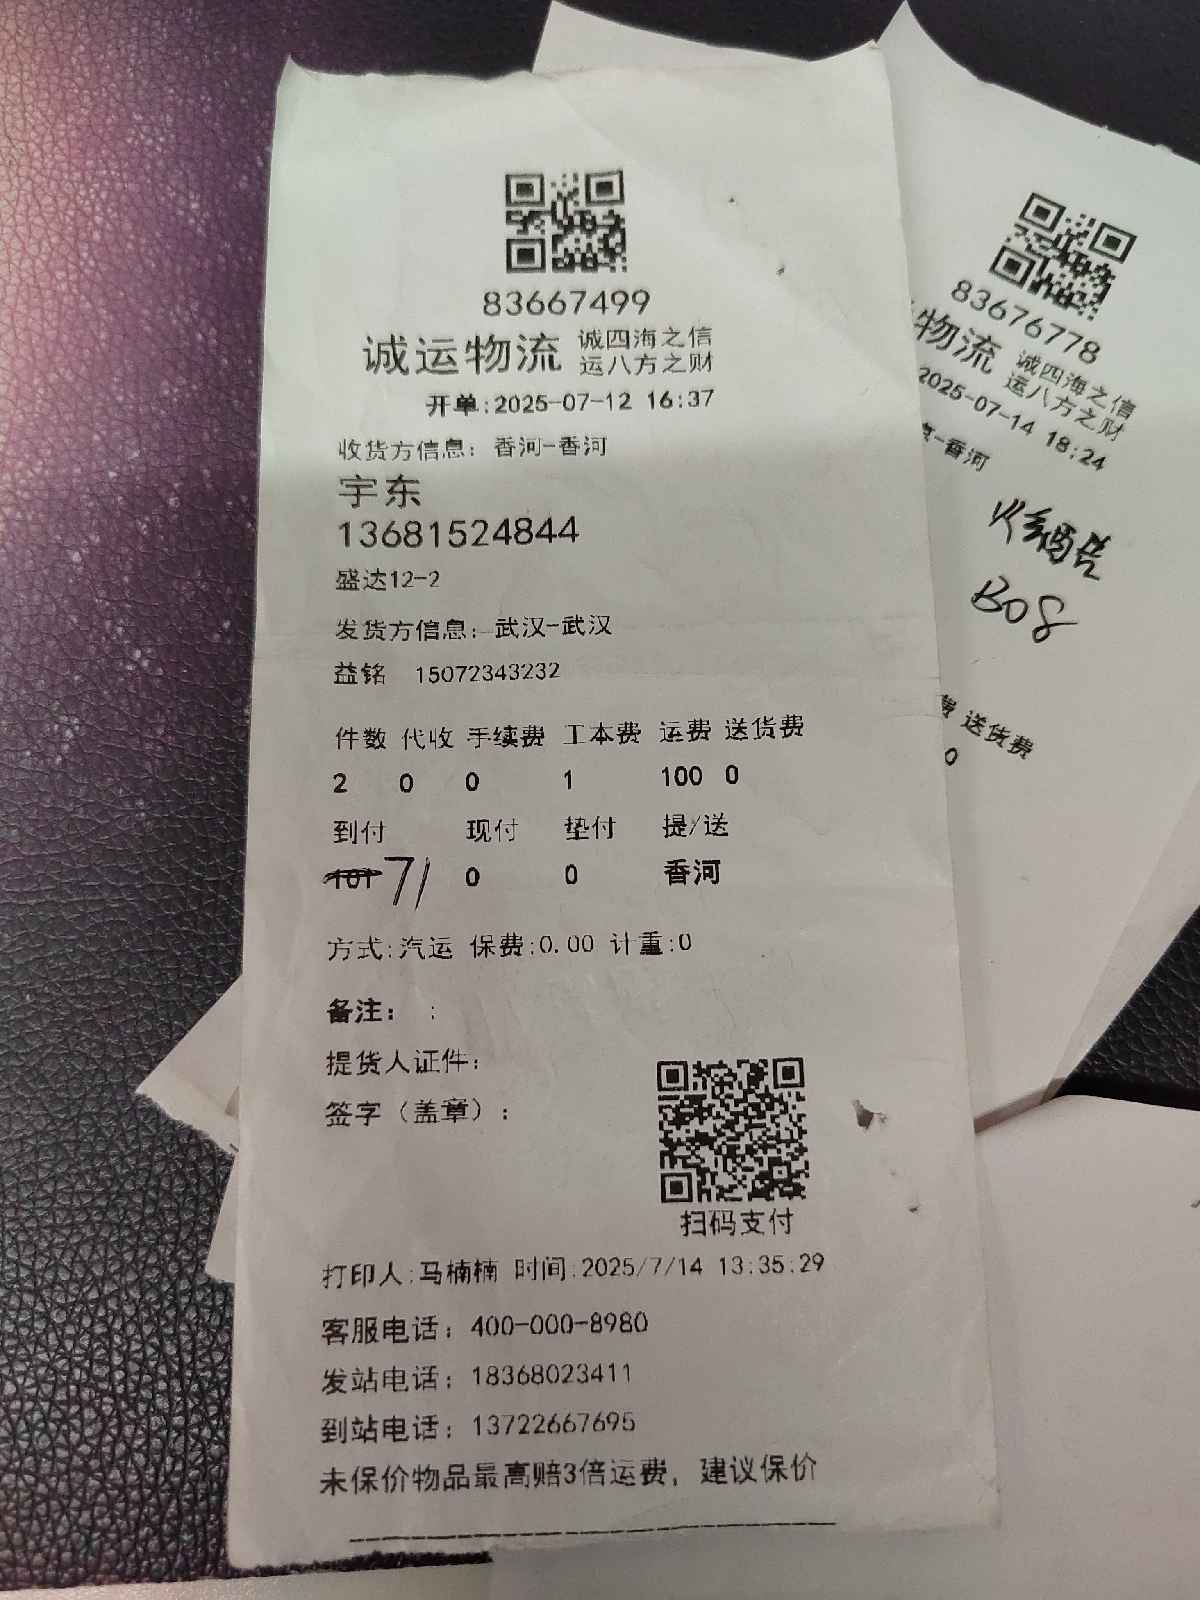 83667499
诚运物流 诚四海之信
运八方之财
开单:2025-07-12 16:37
收货方信息: 香河-香河
宇东
13681524844
盛达12-2
发货方信息: 武汉-武汉
益铭 15072343232
件数 代收 手续费 工本费 运费 送货费
2 0 0 1 100 0
到付 现付 垫付 提/送
101 71 0 0 香河
方式:汽运 保费:0.00 计重:0
备注: :
提货人证件:
签字（盖章）:
扫码支付
打印人:马楠楠 时间:2025/7/14 13:35:29
客服电话: 400-000-8980
发站电话: 18368023411
到站电话: 13722667695
未保价物品最高赔3倍运费, 建议保价
83676778
物流 诚四海之信
运八方之财
2025-07-14 18:24
-香河
B08
费 送货费
0